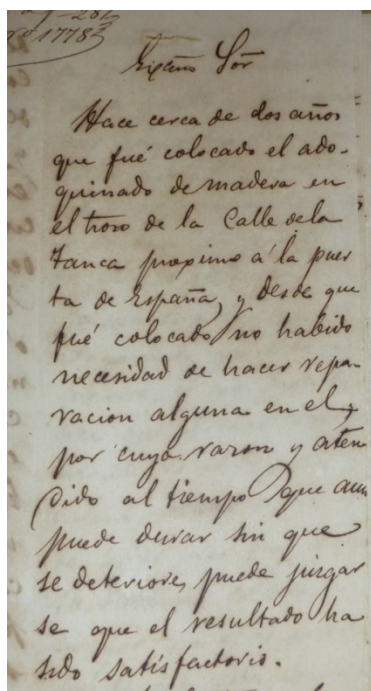 nº 1778
Excmo Sor
Hace cerca de dos años
que fué colocado el ado-
quinado de madera en
el trozo de la Calle de la
Tanca proximo á la puer
ta de España, y desde que
fué colocado no habido
necesidad de hacer repa-
racion alguna en el,
por cuya razon y aten
dido al tiempo que aun
puede durar sin que
se deteriore, puede juzgar
se que el resultado ha
sido satisfactorio.